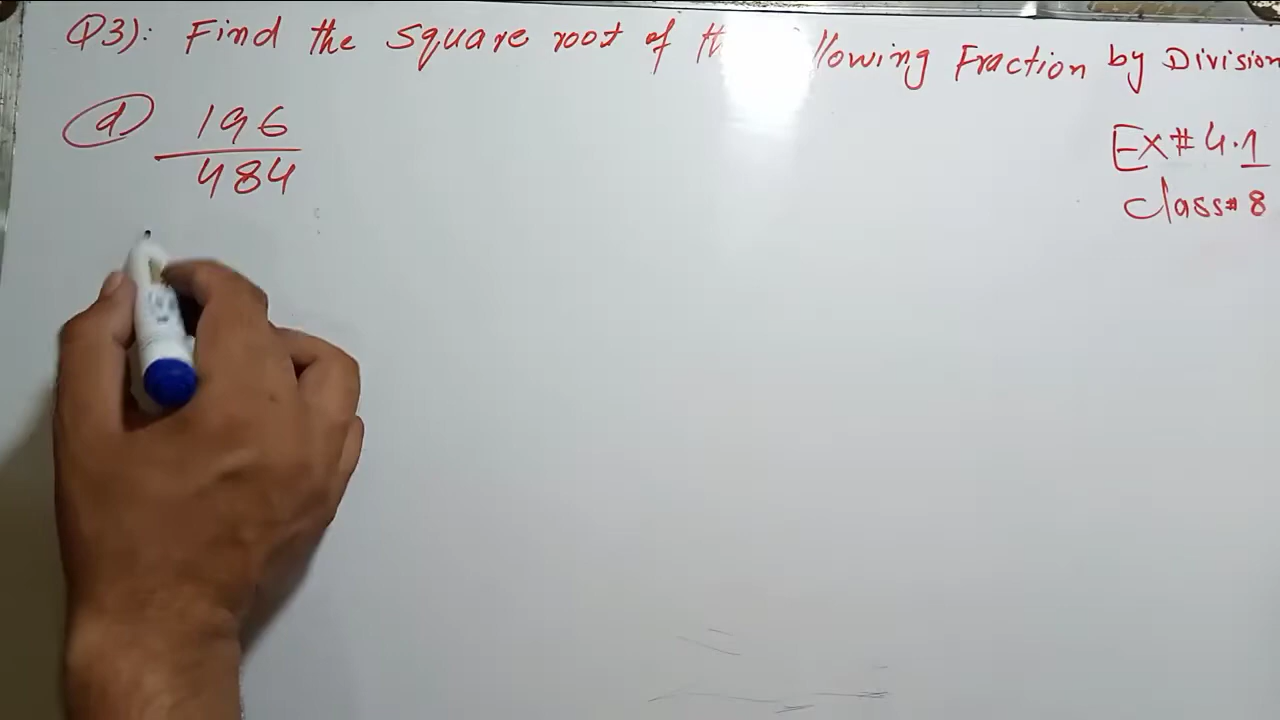 Q3): Find the square root of llowing Fraction by Division
(d) 196
484
Ex# 4.1
Class# 8